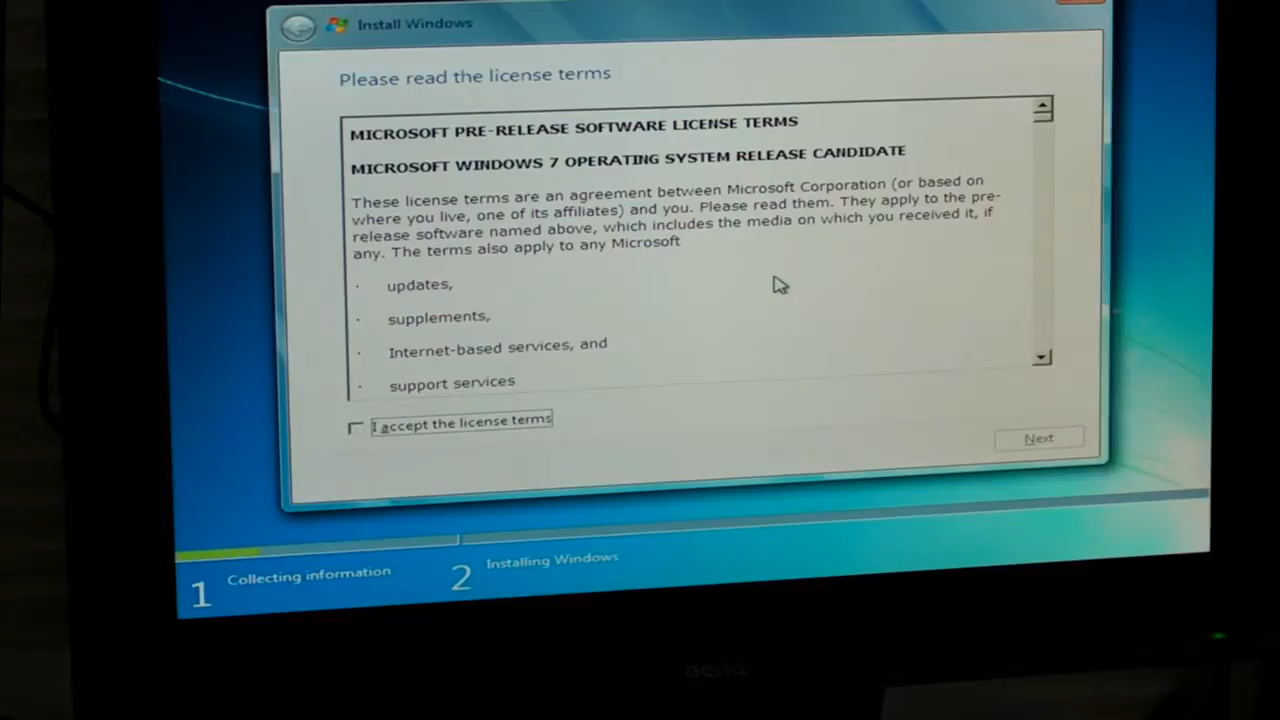 Install Windows
Please read the license terms
MICROSOFT PRE-RELEASE SOFTWARE LICENSE TERMS
MICROSOFT WINDOWS 7 OPERATING SYSTEM RELEASE CANDIDATE
These license terms are an agreement between Microsoft Corporation (or based on
where you live, one of its affiliates) and you. Please read them. They apply to the pre-
release software named above, which includes the media on which you received it, if
any. The terms also apply to any Microsoft
· updates,
· supplements,
· Internet-based services, and
· support services
I accept the license terms
Next
1 Collecting information
2 Installing Windows
BenQ